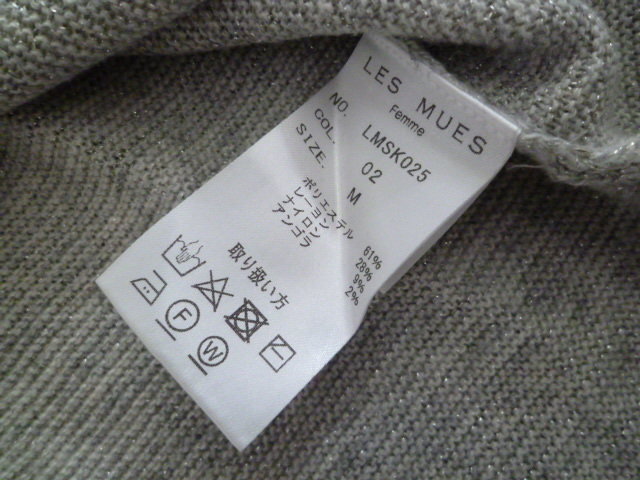 LES MUES
Femme
NO. LMSK025
COL. 02
SIZE. M
ポリエステル 61%
レーヨン 28%
ナイロン 9%
アンゴラ 2%
取り扱い方
F
W